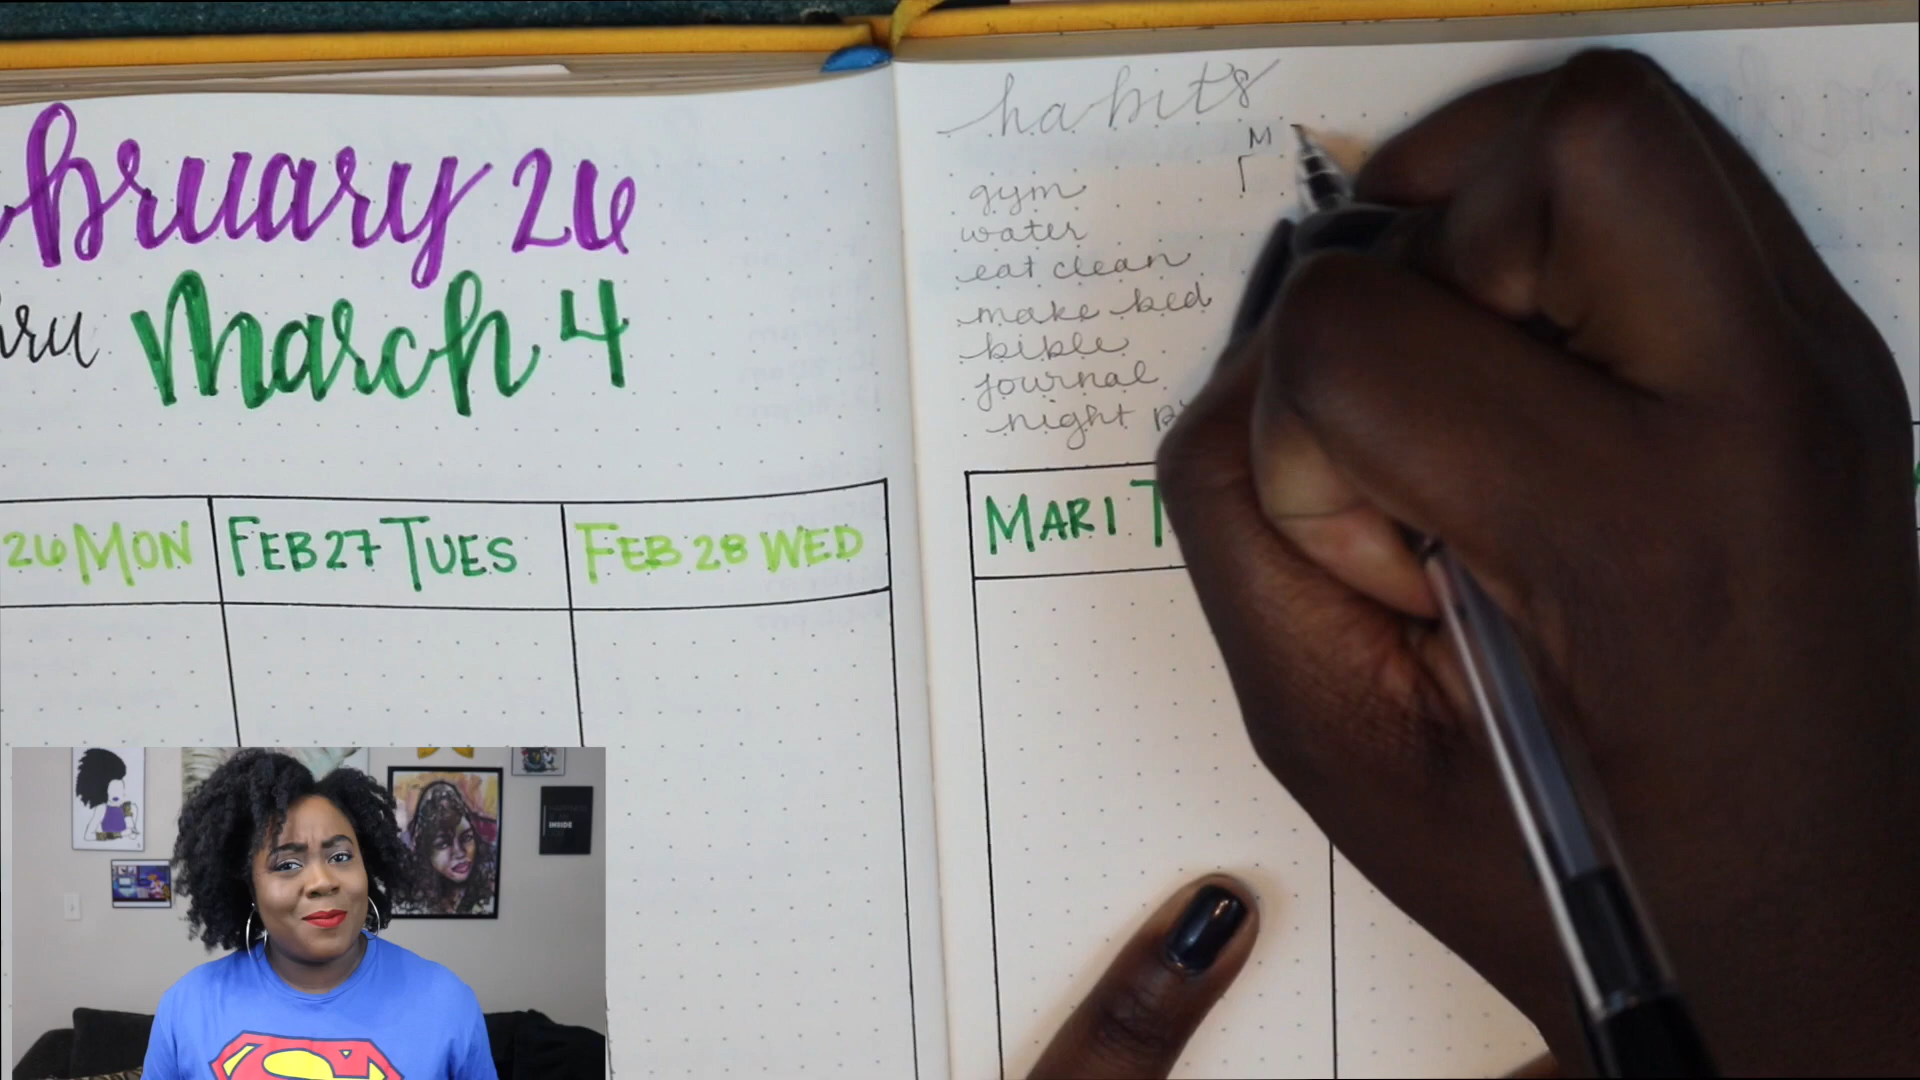 February 26
thru
March 4
26 MON
FEB 27 TUES
FEB 28 WED
habits
M
gym
water
eat clean
make bed
bible
journal
night
MAR 1 T
INSIDE